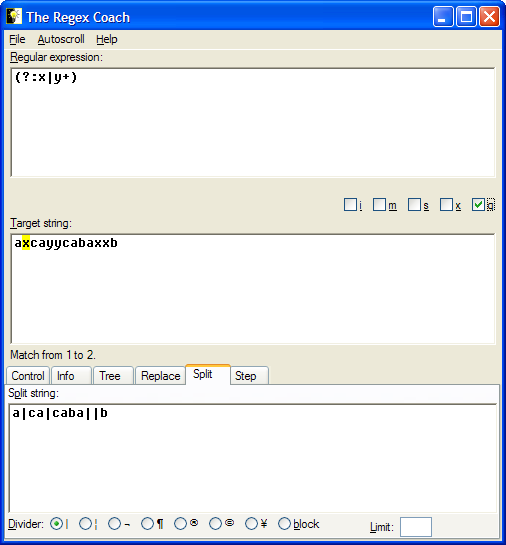 The Regex Coach
File Autoscroll Help
Regular expression:
(?:x|y+)
i m s x g
Target string:
axcayycabaxxb
Match from 1 to 2.
Control Info Tree Replace Split Step
Split string:
a|ca|caba||b
Divider: | ¦ ¬ ¶ ® © ¥ block Limit: